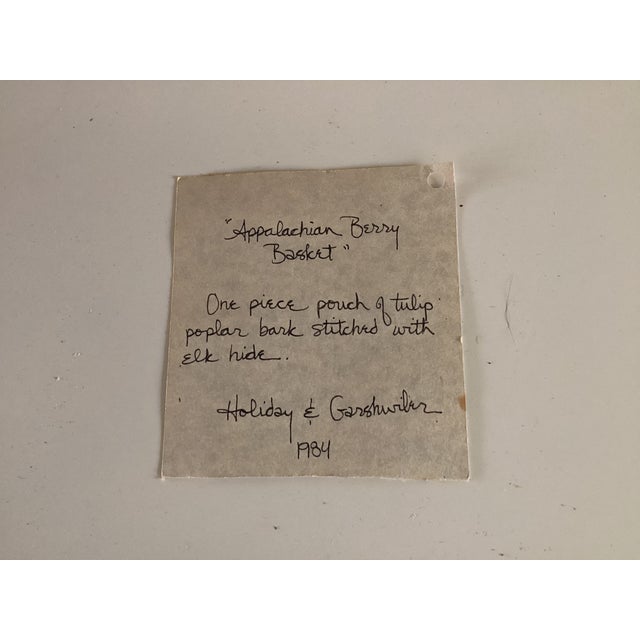 "Appalachian Berry
Basket"
One piece pouch of tulip
poplar bark stitched with
elk hide.
Holiday & Garshwiler
1984